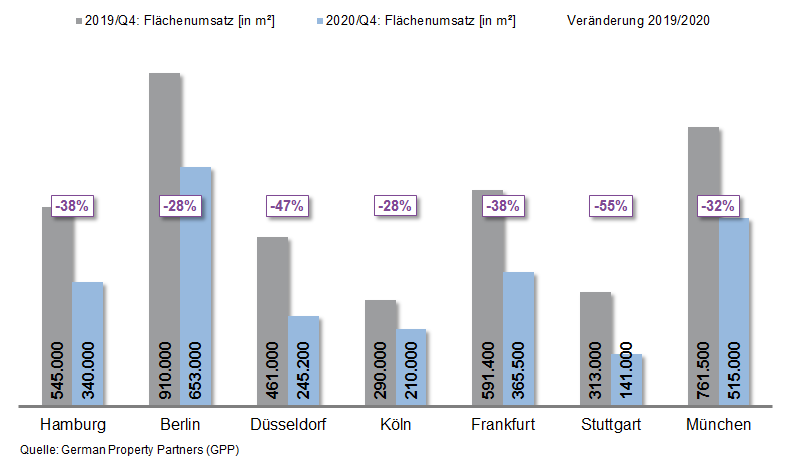 2019/Q4: Flächenumsatz [in m²] 2020/Q4: Flächenumsatz [in m²] Veränderung 2019/2020
-38% -28% -47% -28% -38% -55% -32%
545.000 340.000 910.000 653.000 461.000 245.200 290.000 210.000 591.400 365.500 313.000 141.000 761.500 515.000
Hamburg Berlin Düsseldorf Köln Frankfurt Stuttgart München
Quelle: German Property Partners (GPP)